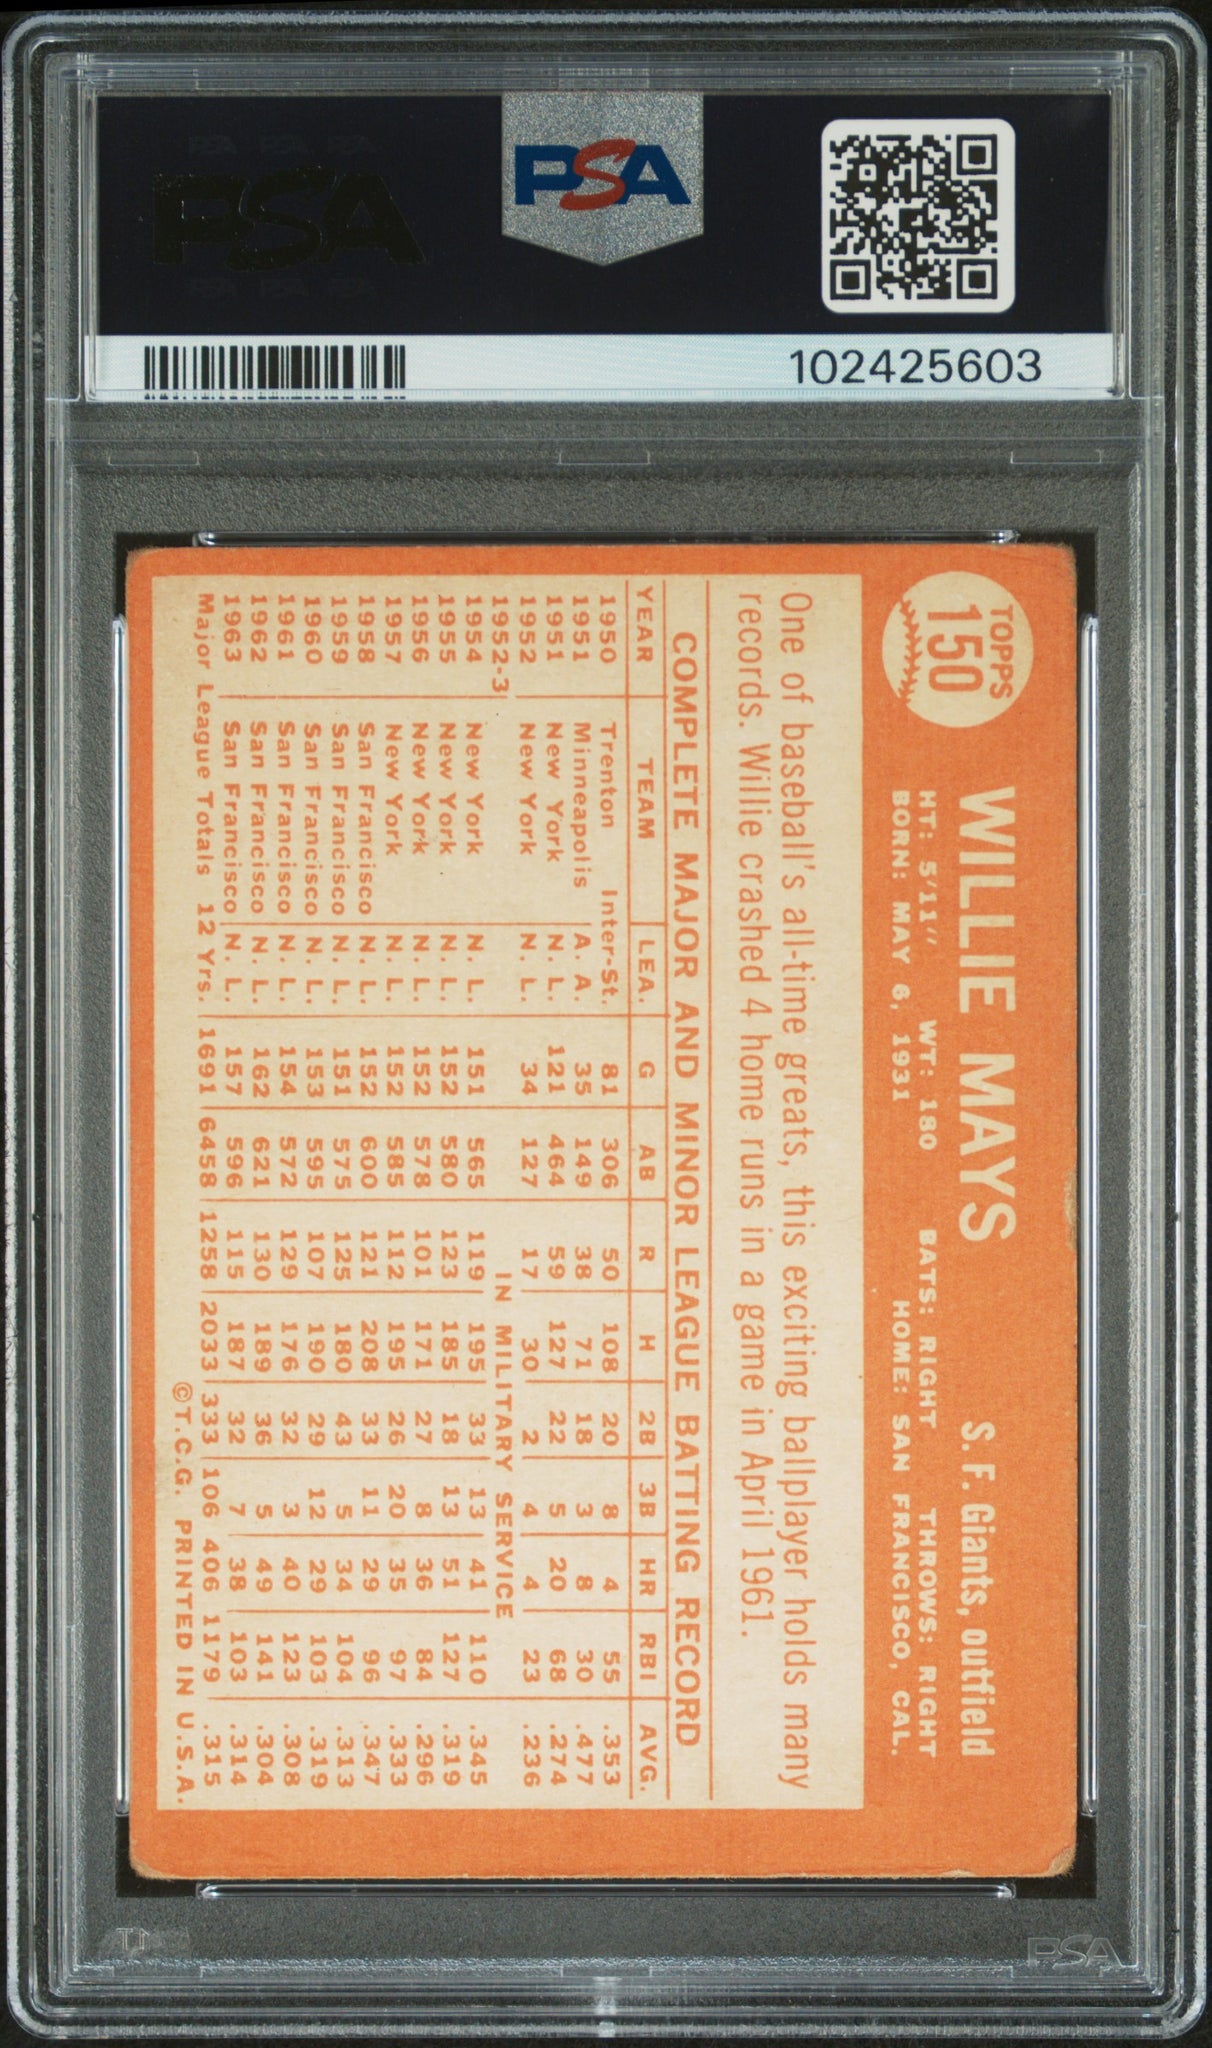 PSA PSA PSA
PSA
PSA PSA PSA
PSA
102425603
TOPPS
150
WILLIE MAYS S. F. Giants, outfield
HT: 5'11" WT: 180 BATS: RIGHT THROWS: RIGHT
BORN: MAY 6, 1931 HOME: SAN FRANCISCO, CAL.
One of baseball's all-time greats, this exciting ballplayer holds many
records. Willie crashed 4 home runs in a game in April 1961.
COMPLETE MAJOR AND MINOR LEAGUE BATTING RECORD
YEAR TEAM LEA. G AB R H 2B 3B HR RBI AVG.
1950 Trenton Inter-St. 81 306 50 108 20 8 4 55 .353
1951 Minneapolis A. A. 35 149 38 71 18 3 8 30 .477
1951 New York N. L. 121 464 59 127 22 5 20 68 .274
1952 New York N. L. 34 127 17 30 2 4 4 23 .236
1952-3 IN MILITARY SERVICE
1954 New York N. L. 151 565 119 195 33 13 41 110 .345
1955 New York N. L. 152 580 123 185 18 13 51 127 .319
1956 New York N. L. 152 578 101 171 27 8 36 84 .296
1957 New York N. L. 152 585 112 195 26 20 35 97 .333
1958 San Francisco N. L. 152 600 121 208 33 11 29 96 .347
1959 San Francisco N. L. 151 575 125 180 43 5 34 104 .313
1960 San Francisco N. L. 153 595 107 190 29 12 29 103 .319
1961 San Francisco N. L. 154 572 129 176 32 3 40 123 .308
1962 San Francisco N. L. 162 621 130 189 36 5 49 141 .304
1963 San Francisco N. L. 157 596 115 187 32 7 38 103 .314
Major League Totals 12 Yrs. 1691 6458 1258 2033 333 106 406 1179 .315
©T.C.G. PRINTED IN U.S.A.
PSA